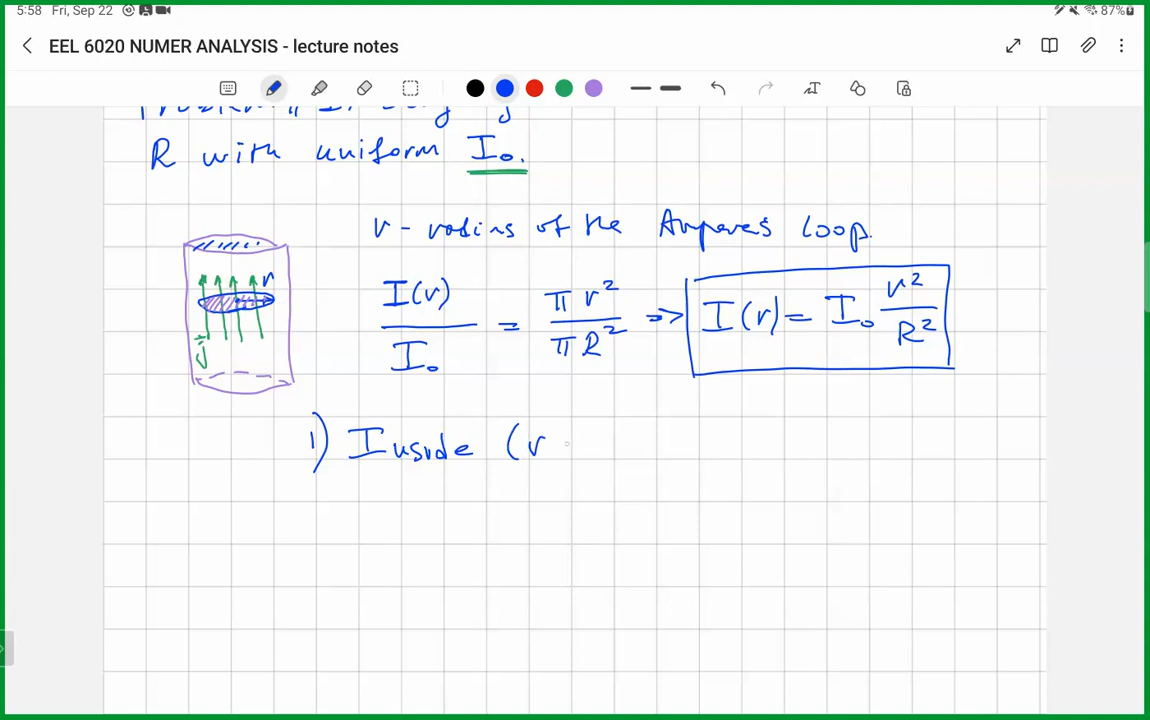 5:58 Fri, Sep 22
87%
EEL 6020 NUMER ANALYSIS - lecture notes
R with uniform I₀.
r - radius of the Ampere's loop.
I(r)/I₀ = πr²/πR² => I(r) = I₀ r²/R²
r
J
1) Inside (r